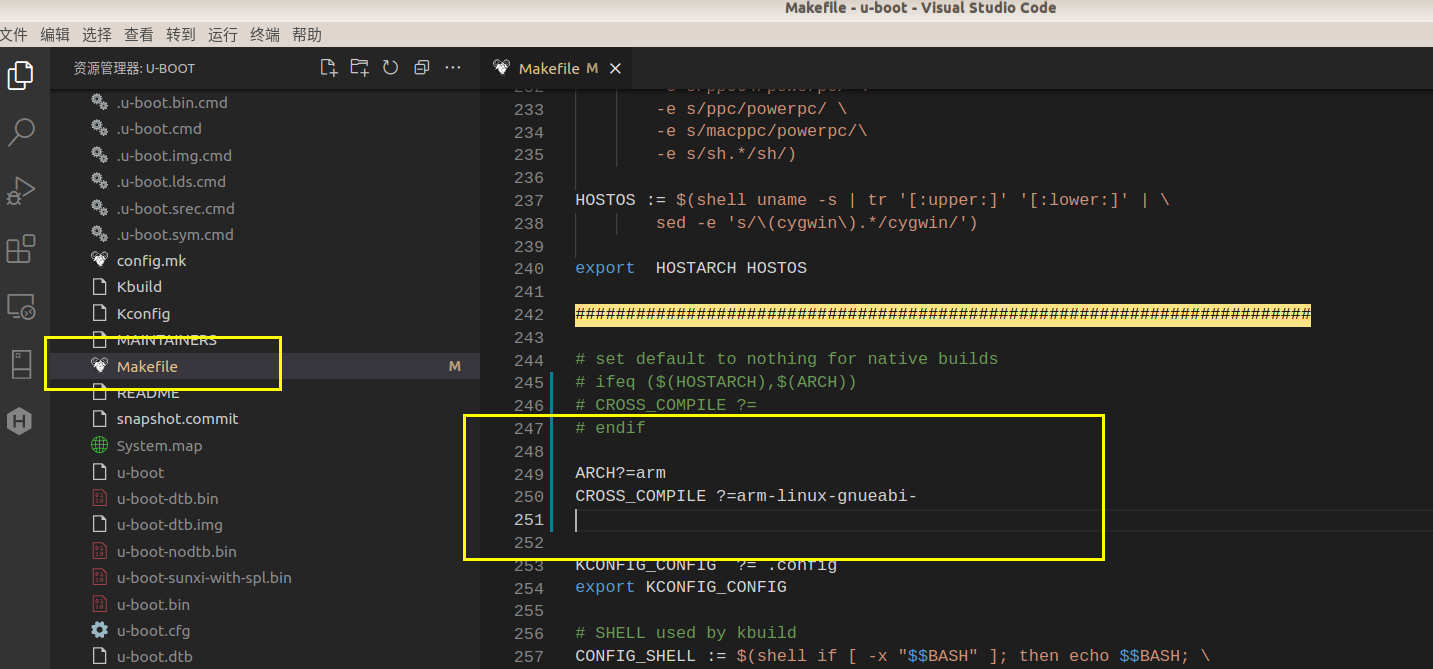 Makefile - u-boot - Visual Studio Code
文件 编辑 选择 查看 转到 运行 终端 帮助
资源管理器: U-BOOT
Makefile M
.u-boot.bin.cmd
.u-boot.cmd
.u-boot.img.cmd
.u-boot.lds.cmd
.u-boot.srec.cmd
.u-boot.sym.cmd
config.mk
Kbuild
Kconfig
MAINTAINERS
Makefile M
README
snapshot.commit
System.map
u-boot
u-boot-dtb.bin
u-boot-dtb.img
u-boot-nodtb.bin
u-boot-sunxi-with-spl.bin
u-boot.bin
u-boot.cfg
u-boot.dtb
233 -e s/ppc/powerpc/ \
234 -e s/macppc/powerpc/\
235 -e s/sh.*/sh/)
236
237 HOSTOS := $(shell uname -s | tr '[:upper:]' '[:lower:]' | \
238 sed -e 's/\(cygwin\).*/cygwin/')
239
240 export HOSTARCH HOSTOS
241
242 #########################################################################
243
244 # set default to nothing for native builds
245 # ifeq ($(HOSTARCH),$(ARCH))
246 # CROSS_COMPILE ?=
247 # endif
248
249 ARCH?=arm
250 CROSS_COMPILE ?=arm-linux-gnueabi-
251
252
253 KCONFIG_CONFIG ?= .config
254 export KCONFIG_CONFIG
255
256 # SHELL used by kbuild
257 CONFIG_SHELL := $(shell if [ -x "$$BASH" ]; then echo $$BASH; \